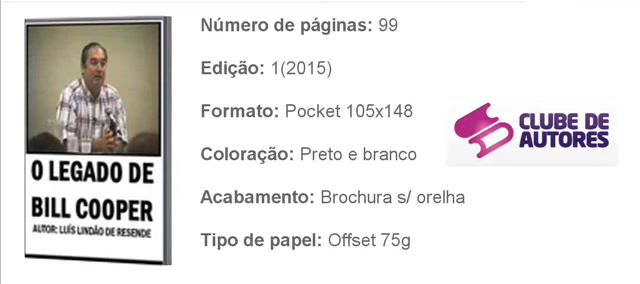 O LEGADO DE
BILL COOPER
AUTOR: LUÍS LINDÃO DE RESENDE
Número de páginas: 99
Edição: 1(2015)
Formato: Pocket 105x148
Coloração: Preto e branco
Acabamento: Brochura s/ orelha
Tipo de papel: Offset 75g
CLUBE DE
AUTORES